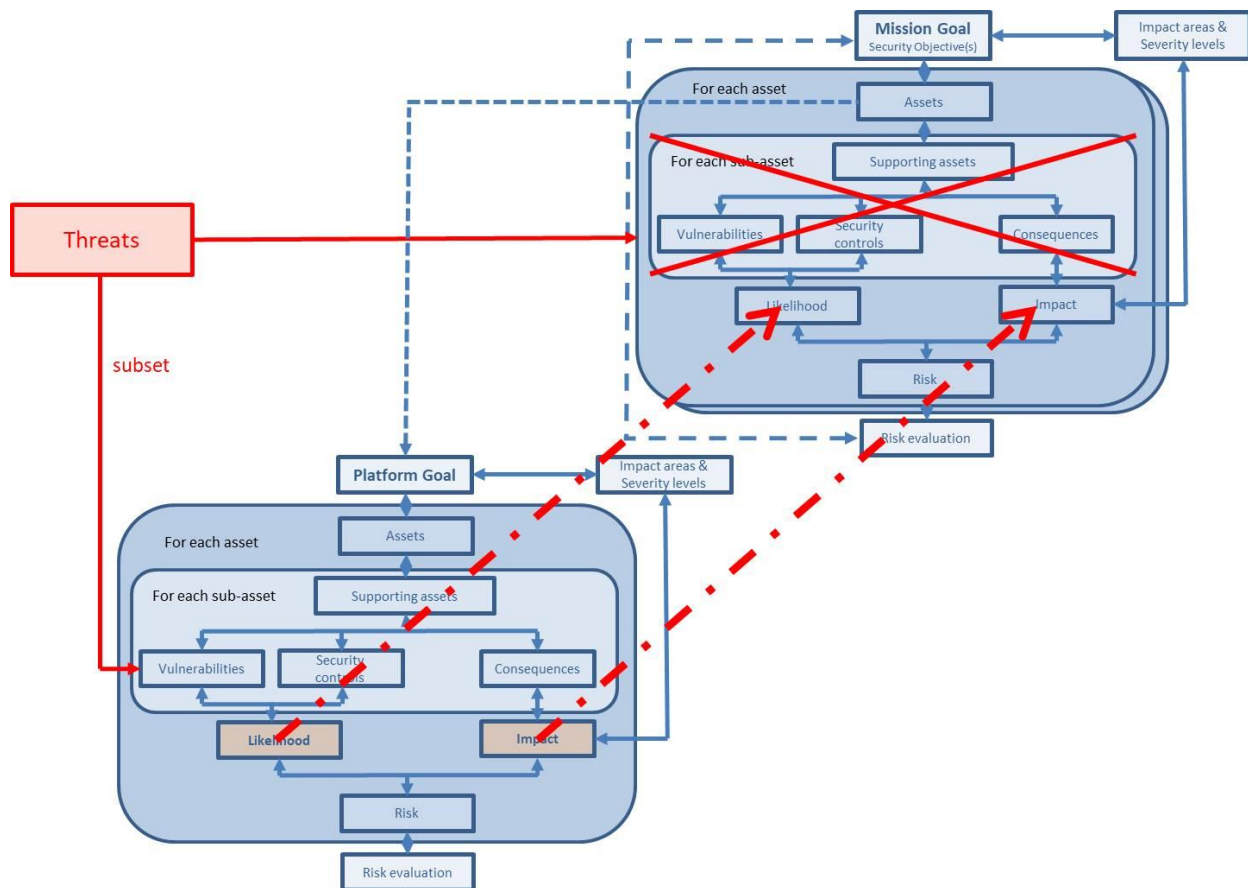 Mission Goal
Security Objective(s)
Impact areas &
Severity levels
For each asset
Assets
For each sub-asset
Supporting assets
Vulnerabilities
Security
controls
Consequences
Likelihood
Impact
Risk
Risk evaluation
Threats
subset
Platform Goal
Impact areas &
Severity levels
For each asset
Assets
For each sub-asset
Supporting assets
Vulnerabilities
Security
controls
Consequences
Likelihood
Impact
Risk
Risk evaluation